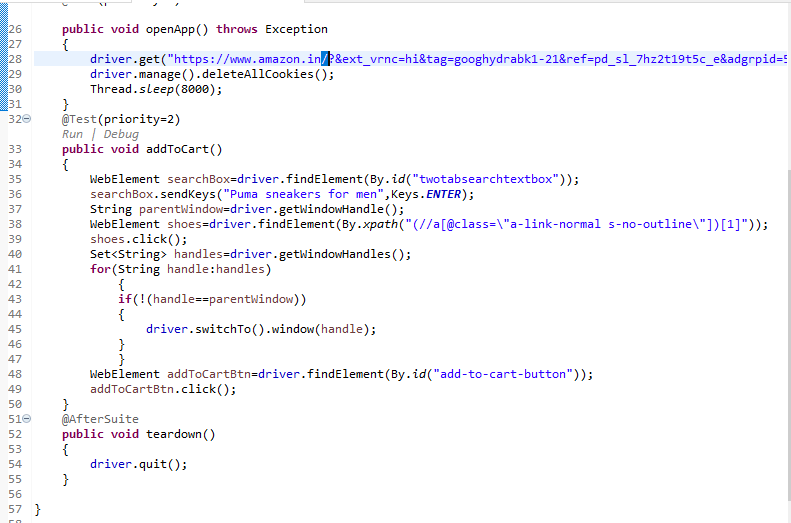 26 public void openApp() throws Exception
27 {
28 driver.get("https://www.amazon.in/?&ext_vrnc=hi&tag=googhydrabk1-21&ref=pd_sl_7hz2t19t5c_e&adgrpid=5
29 driver.manage().deleteAllCookies();
30 Thread.sleep(8000);
31 }
32 @Test(priority=2)
Run | Debug
33 public void addToCart()
34 {
35 WebElement searchBox=driver.findElement(By.id("twotabsearchtextbox"));
36 searchBox.sendKeys("Puma sneakers for men",Keys.ENTER);
37 String parentWindow=driver.getWindowHandle();
38 WebElement shoes=driver.findElement(By.xpath("(//a[@class=\"a-link-normal s-no-outline\"])[1]"));
39 shoes.click();
40 Set<String> handles=driver.getWindowHandles();
41 for(String handle:handles)
42 {
43 if(!(handle==parentWindow))
44 {
45 driver.switchTo().window(handle);
46 }
47 }
48 WebElement addToCartBtn=driver.findElement(By.id("add-to-cart-button"));
49 addToCartBtn.click();
50 }
51 @AfterSuite
52 public void teardown()
53 {
54 driver.quit();
55 }
56
57 }